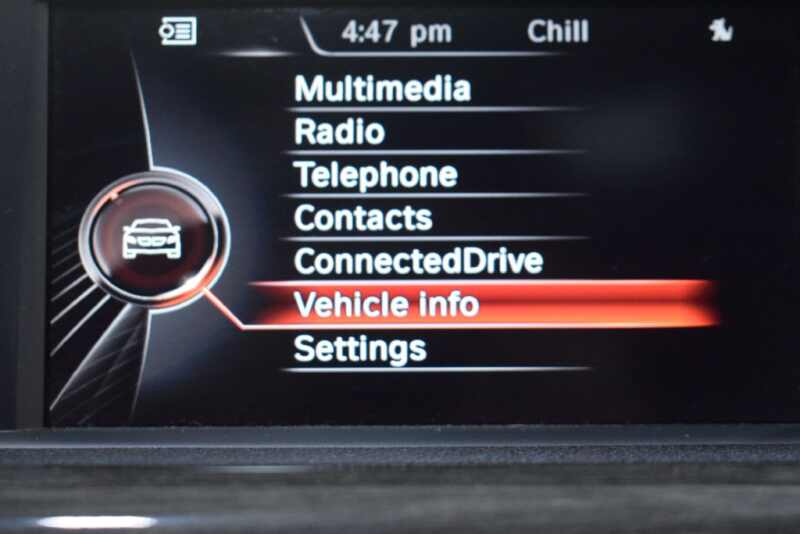 4:47 pm Chill
Multimedia
Radio
Telephone
Contacts
ConnectedDrive
Vehicle info
Settings